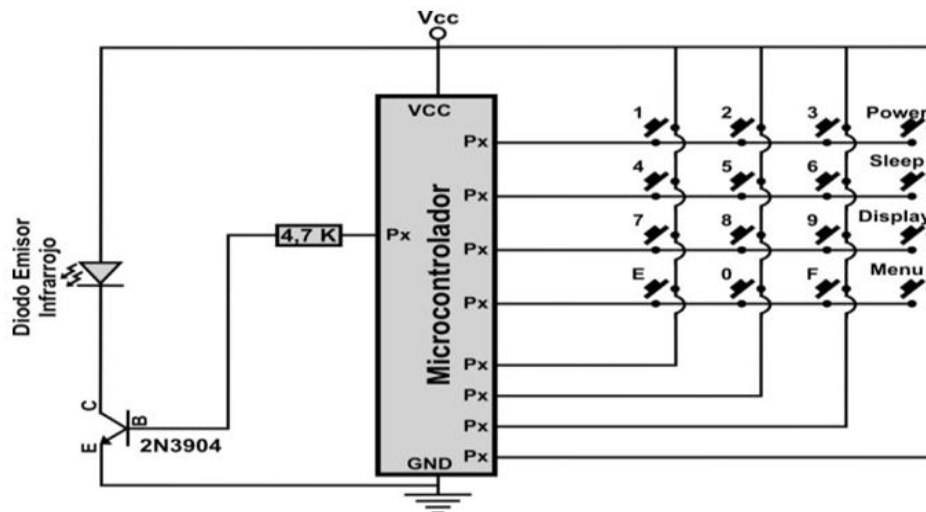 Vcc
VCC
1 2 3 Power
Px
4 5 6 Sleep
Px
7 8 9 Display
4,7 K Px
Px
E 0 F Menu
Px
Diodo Emisor
Infrarrojo
Microcontrolador
Px
Px
Px
Px
C
B
E
2N3904
GND